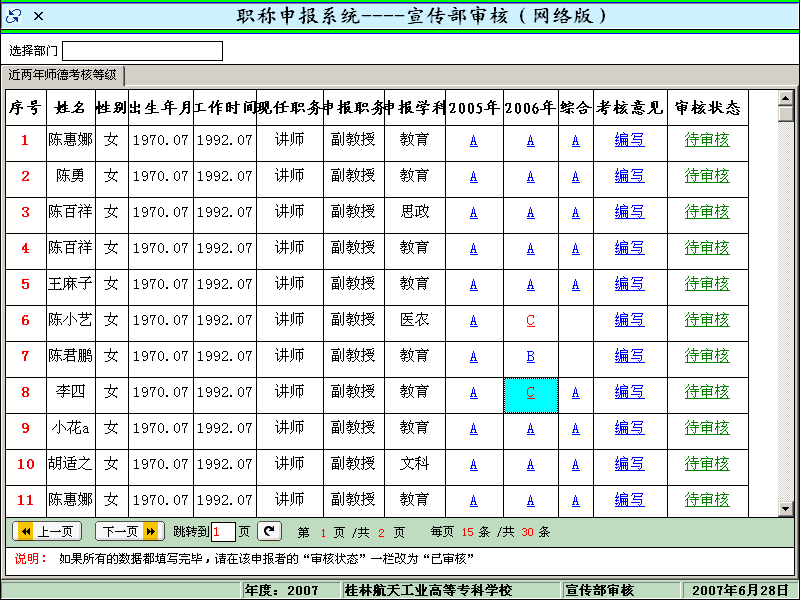 职称申报系统----宣传部审核（网络版）
选择部门
近两年师德考核等级
序号 姓名 性别 出生年月 工作时间 现任职务 申报职务 申报学科 2005年 2006年 综合 考核意见 审核状态
1 陈惠娜 女 1970.07 1992.07 讲师 副教授 教育 A A A 编写 待审核
2 陈勇 女 1970.07 1992.07 讲师 副教授 教育 A A A 编写 待审核
3 陈百祥 女 1970.07 1992.07 讲师 副教授 思政 A A A 编写 待审核
4 陈百祥 女 1970.07 1992.07 讲师 副教授 教育 A A A 编写 待审核
5 王麻子 女 1970.07 1992.07 讲师 副教授 教育 A A A 编写 待审核
6 陈小艺 女 1970.07 1992.07 讲师 副教授 医农 A C 编写 待审核
7 陈君鹏 女 1970.07 1992.07 讲师 副教授 教育 A B 编写 待审核
8 李四 女 1970.07 1992.07 讲师 副教授 教育 A C A 编写 待审核
9 小花a 女 1970.07 1992.07 讲师 副教授 教育 A A A 编写 待审核
10 胡适之 女 1970.07 1992.07 讲师 副教授 文科 A A A 编写 待审核
11 陈惠娜 女 1970.07 1992.07 讲师 副教授 教育 A A A 编写 待审核
上一页 下一页 跳转到 1 页 第 1 页 /共 2 页 每页 15 条 /共 30 条
说明： 如果所有的数据都填写完毕，请在该申报者的“审核状态”一栏改为“已审核”
年度：2007 桂林航天工业高等专科学校 宣传部审核 2007年6月28日